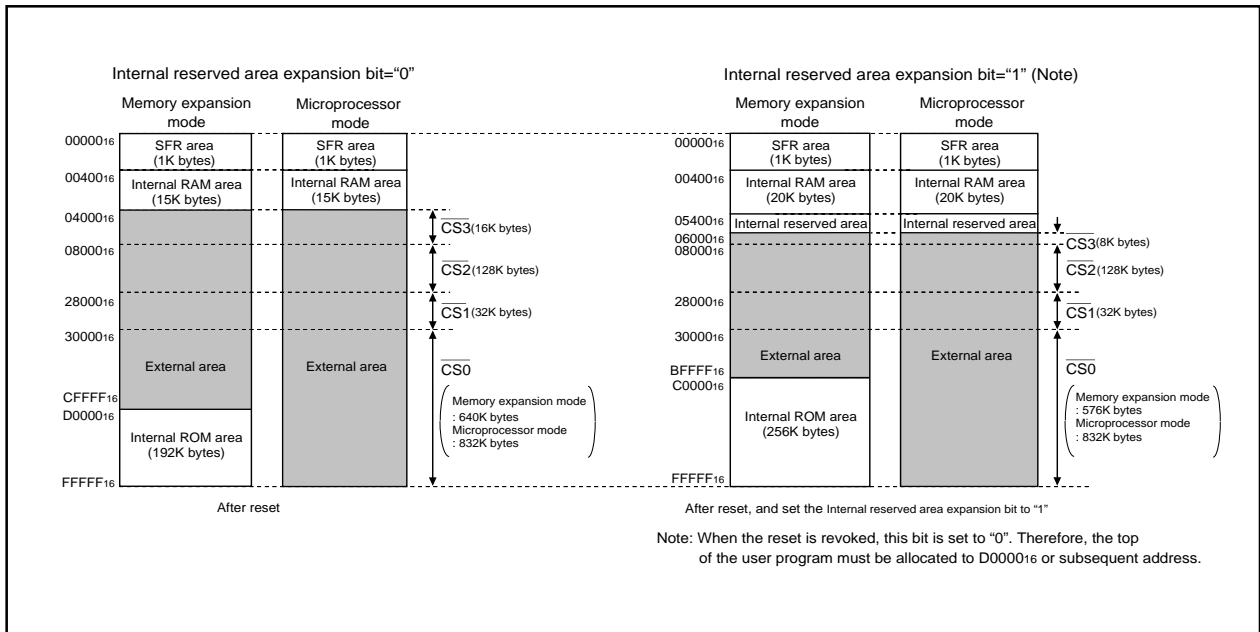 Internal reserved area expansion bit=“0”
Memory expansion
mode
Microprocessor
mode
0000016
SFR area
(1K bytes)
SFR area
(1K bytes)
0040016
Internal RAM area
(15K bytes)
Internal RAM area
(15K bytes)
0400016
CS3(16K bytes)
0800016
CS2(128K bytes)
2800016
CS1(32K bytes)
3000016
External area
External area
CS0
CFFFF16
D000016
Memory expansion mode
: 640K bytes
Microprocessor mode
: 832K bytes
Internal ROM area
(192K bytes)
FFFFF16
After reset
Internal reserved area expansion bit=“1” (Note)
Memory expansion
mode
Microprocessor
mode
0000016
SFR area
(1K bytes)
SFR area
(1K bytes)
0040016
Internal RAM area
(20K bytes)
Internal RAM area
(20K bytes)
0540016
Internal reserved area
Internal reserved area
0600016
CS3(8K bytes)
0800016
CS2(128K bytes)
2800016
CS1(32K bytes)
3000016
External area
External area
CS0
BFFFF16
C000016
Memory expansion mode
: 576K bytes
Microprocessor mode
: 832K bytes
Internal ROM area
(256K bytes)
FFFFF16
After reset, and set the Internal reserved area expansion bit to “1”
Note: When the reset is revoked, this bit is set to “0”. Therefore, the top
of the user program must be allocated to D000016 or subsequent address.